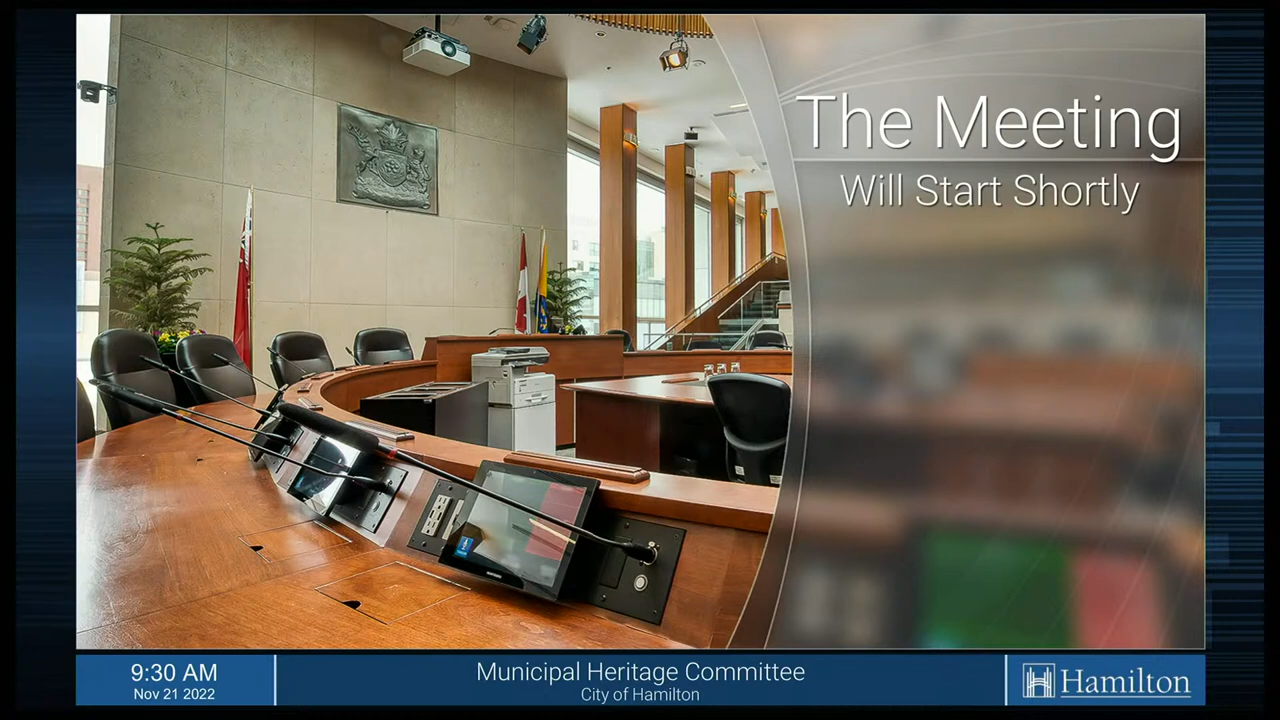 The Meeting
Will Start Shortly
9:30 AM
Nov 21 2022
Municipal Heritage Committee
City of Hamilton
Hamilton